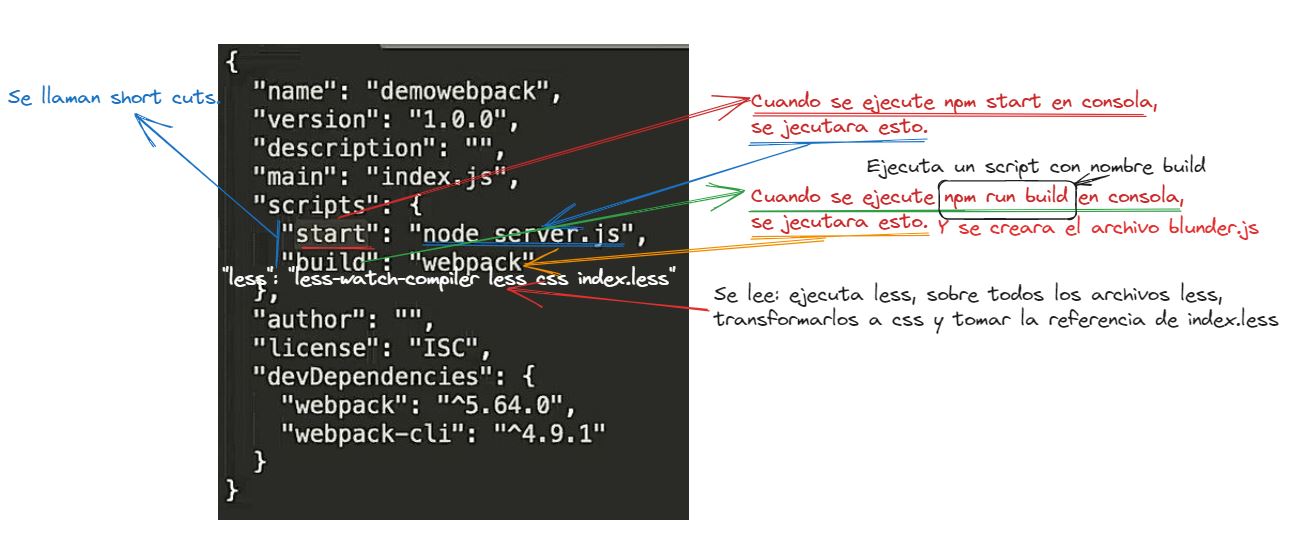 {
"name": "demowebpack",
Se llaman short cuts.
Cuando se ejecute npm start en consola,
"version": "1.0.0",
se jecutara esto.
"description": "",
Ejecuta un script con nombre build
"main": "index.js",
Cuando se ejecute npm run build en consola,
"scripts": {
se jecutara esto. Y se creara el archivo blunder.js
"start": "node server.js",
"build": "webpack"
"less": "less-watch-compiler less css index.less"
},
Se lee: ejecuta less, sobre todos los archivos less,
transformarlos a css y tomar la referencia de index.less
"author": "",
"license": "ISC",
"devDependencies": {
"webpack": "^5.64.0",
"webpack-cli": "^4.9.1"
}
}